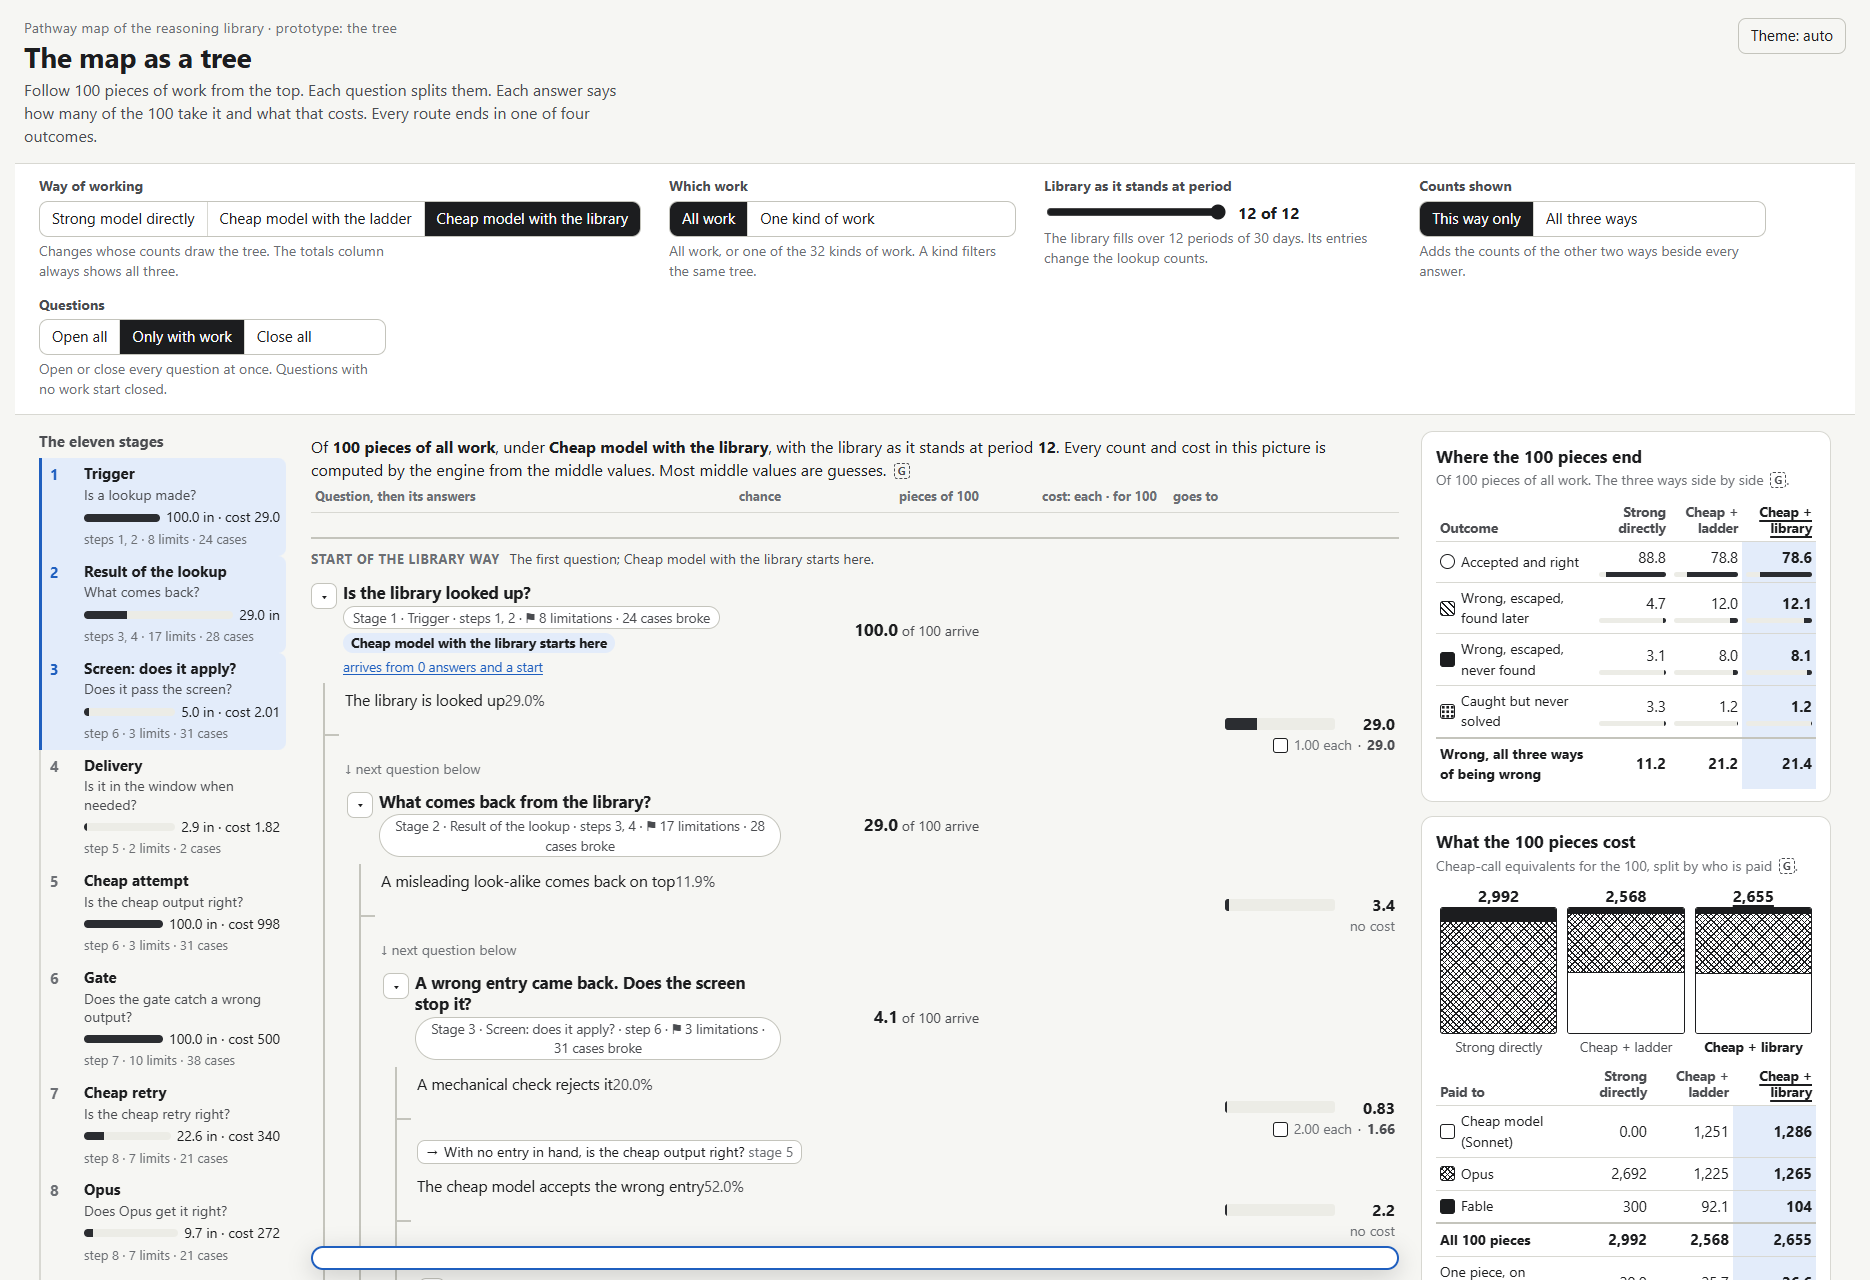 Pathway map of the reasoning library · prototype: the tree
Theme: auto
The map as a tree
Follow 100 pieces of work from the top. Each question splits them. Each answer says
how many of the 100 take it and what that costs. Every route ends in one of four
outcomes.
Way of working
Strong model directly
Cheap model with the ladder
Cheap model with the library
Changes whose counts draw the tree. The totals column
always shows all three.
Which work
All work
One kind of work
All work, or one of the 32 kinds of work. A kind filters
the same tree.
Library as it stands at period
12 of 12
The library fills over 12 periods of 30 days. Its entries
change the lookup counts.
Counts shown
This way only
All three ways
Adds the counts of the other two ways beside every
answer.
Questions
Open all
Only with work
Close all
Open or close every question at once. Questions with
no work start closed.
The eleven stages
1 Trigger
Is a lookup made?
100.0 in · cost 29.0
steps 1, 2 · 8 limits · 24 cases
2 Result of the lookup
What comes back?
29.0 in
steps 3, 4 · 17 limits · 28 cases
3 Screen: does it apply?
Does it pass the screen?
5.0 in · cost 2.01
step 6 · 3 limits · 31 cases
4 Delivery
Is it in the window when
needed?
2.9 in · cost 1.82
step 5 · 2 limits · 2 cases
5 Cheap attempt
Is the cheap output right?
100.0 in · cost 998
step 6 · 3 limits · 31 cases
6 Gate
Does the gate catch a wrong
output?
100.0 in · cost 500
step 7 · 10 limits · 38 cases
7 Cheap retry
Is the cheap retry right?
22.6 in · cost 340
step 8 · 7 limits · 21 cases
8 Opus
Does Opus get it right?
9.7 in · cost 272
step 8 · 7 limits · 21 cases
Of 100 pieces of all work, under Cheap model with the library, with the library as it stands at period 12. Every count and cost in this picture is
computed by the engine from the middle values. Most middle values are guesses. G
Question, then its answers chance pieces of 100 cost: each · for 100 goes to
START OF THE LIBRARY WAY The first question; Cheap model with the library starts here.
Is the library looked up?
Stage 1 · Trigger · steps 1, 2 · ⚑ 8 limitations · 24 cases broke
Cheap model with the library starts here
arrives from 0 answers and a start
100.0 of 100 arrive
The library is looked up29.0%
29.0
1.00 each · 29.0
↓ next question below
What comes back from the library?
Stage 2 · Result of the lookup · steps 3, 4 · ⚑ 17 limitations · 28
cases broke
29.0 of 100 arrive
A misleading look-alike comes back on top11.9%
3.4
no cost
↓ next question below
A wrong entry came back. Does the screen
stop it?
Stage 3 · Screen: does it apply? · step 6 · ⚑ 3 limitations ·
31 cases broke
4.1 of 100 arrive
A mechanical check rejects it20.0%
0.83
2.00 each · 1.66
→ With no entry in hand, is the cheap output right? stage 5
The cheap model accepts the wrong entry52.0%
2.2
no cost
Where the 100 pieces end
Of 100 pieces of all work. The three ways side by side G.
Outcome Strong directly Cheap + ladder Cheap + library
Accepted and right 88.8 78.8 78.6
Wrong, escaped, found later 4.7 12.0 12.1
Wrong, escaped, never found 3.1 8.0 8.1
Caught but never solved 3.3 1.2 1.2
Wrong, all three ways of being wrong 11.2 21.2 21.4
What the 100 pieces cost
Cheap-call equivalents for the 100, split by who is paid G.
2,992 2,568 2,655
Strong directly Cheap + ladder Cheap + library
Paid to Strong directly Cheap + ladder Cheap + library
Cheap model (Sonnet) 0.00 1,251 1,286
Opus 2,692 1,225 1,265
Fable 300 92.1 104
All 100 pieces 2,992 2,568 2,655
One piece, on